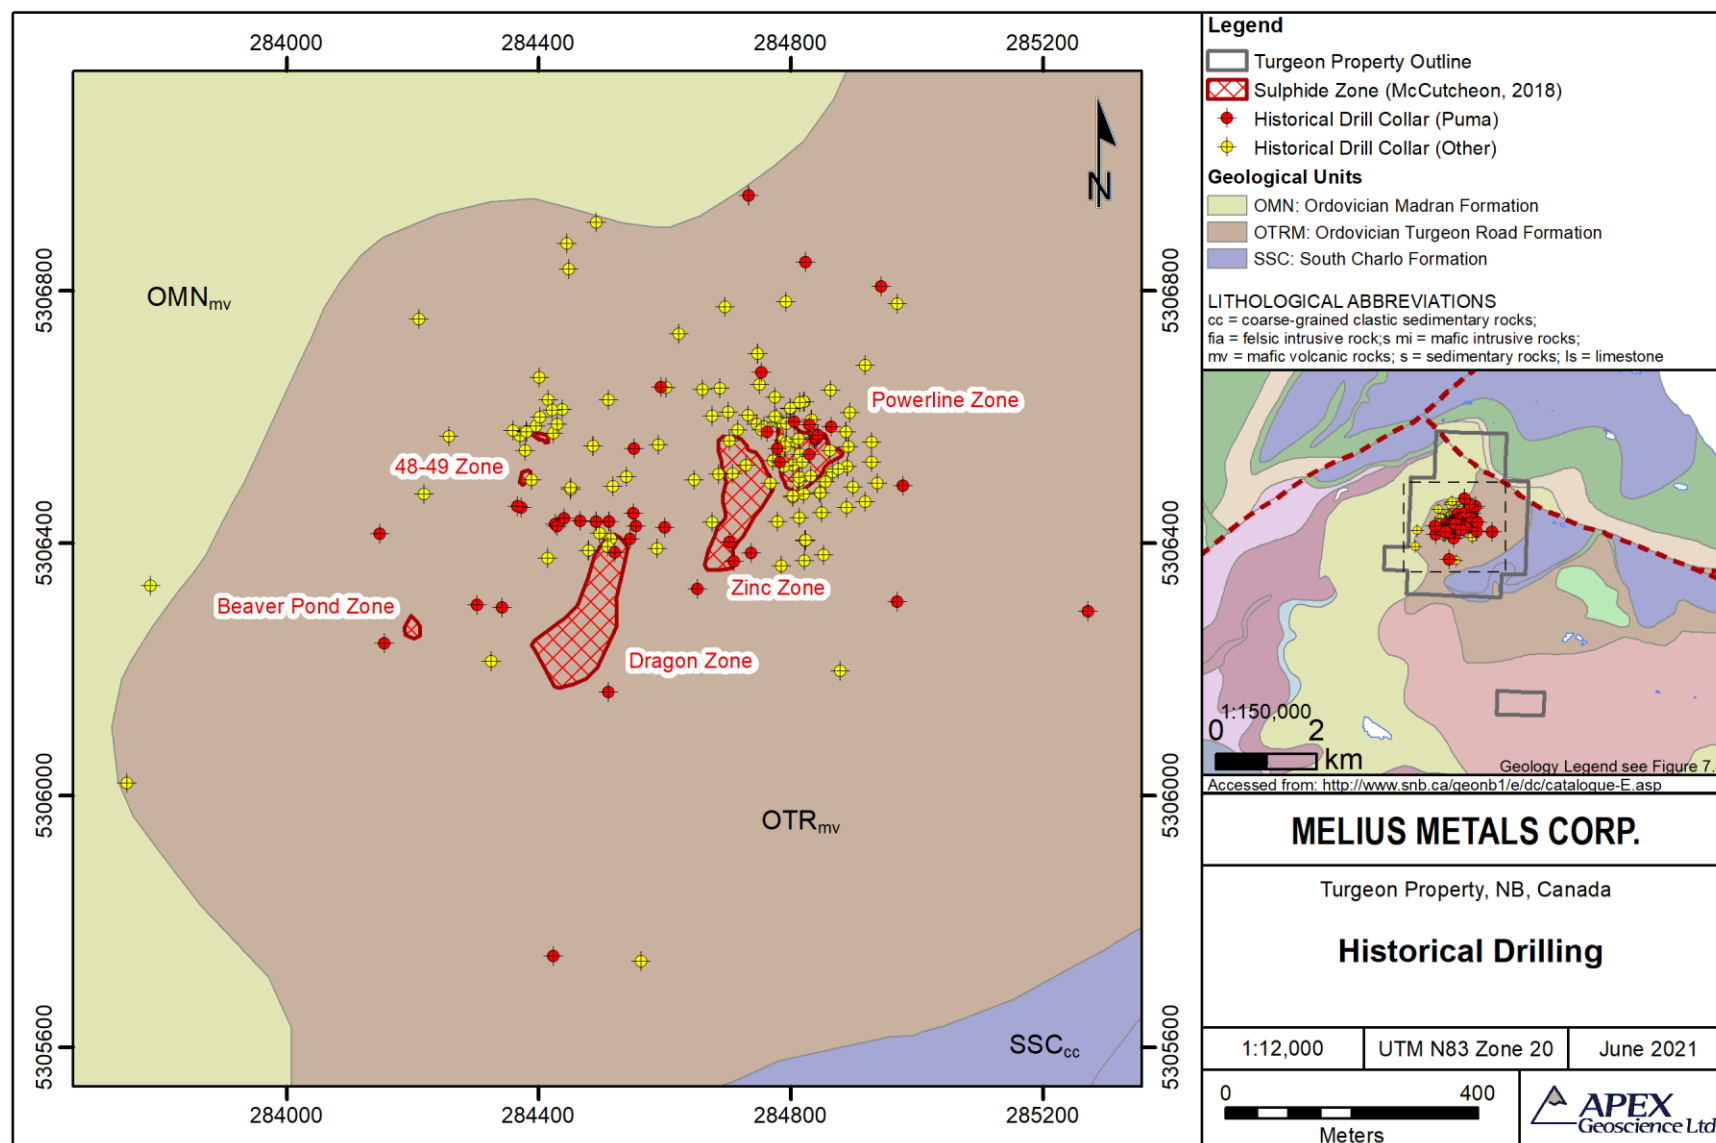 284000 284400 284800 285200
5306800 5306400 5306000 5305600
N
OMNmv
Powerline Zone
48-49 Zone
Zinc Zone
Beaver Pond Zone
Dragon Zone
OTRmv
SSCcc
5306800 5306400 5306000 5305600
284000 284400 284800 285200
Legend
Turgeon Property Outline
Sulphide Zone (McCutcheon, 2018)
Historical Drill Collar (Puma)
Historical Drill Collar (Other)
Geological Units
OMN: Ordovician Madran Formation
OTRM: Ordovician Turgeon Road Formation
SSC: South Charlo Formation
LITHOLOGICAL ABBREVIATIONS
cc = coarse-grained clastic sedimentary rocks;
fia = felsic intrusive rock;s mi = mafic intrusive rocks;
mv = mafic volcanic rocks; s = sedimentary rocks; ls = limestone
1:150,000
0 2
km
Geology Legend see Figure 7.
Accessed from: http://www.snb.ca/geonb1/e/dc/catalogue-E.asp
MELIUS METALS CORP.
Turgeon Property, NB, Canada
Historical Drilling
1:12,000 UTM N83 Zone 20 June 2021
0 400
Meters
APEX
Geoscience Ltd